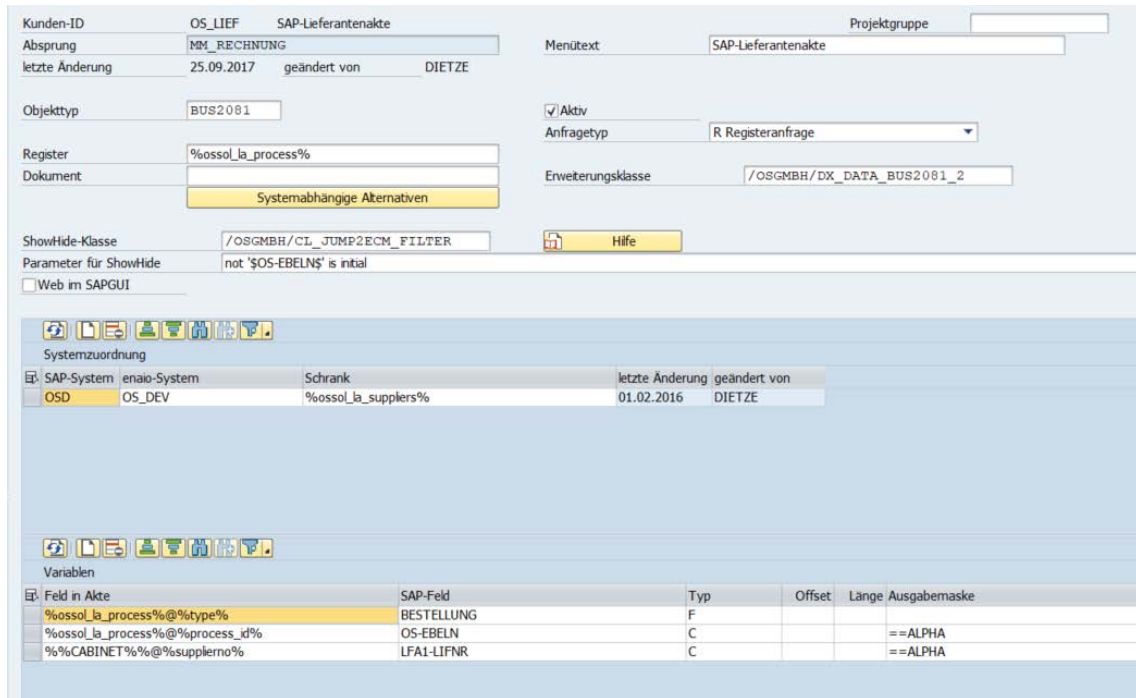 Kunden-ID OS_LIEF SAP-Lieferantenakte Projektgruppe
Absprung MM_RECHNUNG Menütext SAP-Lieferantenakte
letzte Änderung 25.09.2017 geändert von DIETZE
Objekttyp BUS2081 Aktiv
Anfragetyp R Registeranfrage
Register %ossol_la_process%
Dokument Erweiterungsklasse /OSGMBH/DX_DATA_BUS2081_2
Systemabhängige Alternativen
ShowHide-Klasse /OSGMBH/CL_JUMP2ECM_FILTER Hilfe
Parameter für ShowHide not '$OS-EBELN$' is initial
Web im SAPGUI
Systemzuordnung
SAP-System enaio-System Schrank letzte Änderung geändert von
OSD OS_DEV %ossol_la_suppliers% 01.02.2016 DIETZE
Variablen
Feld in Akte SAP-Feld Typ Offset Länge Ausgabemaske
%ossol_la_process%@%type% BESTELLUNG F
%ossol_la_process%@%process_id% OS-EBELN C ==ALPHA
%%CABINET%%@%supplierno% LFA1-LIFNR C ==ALPHA